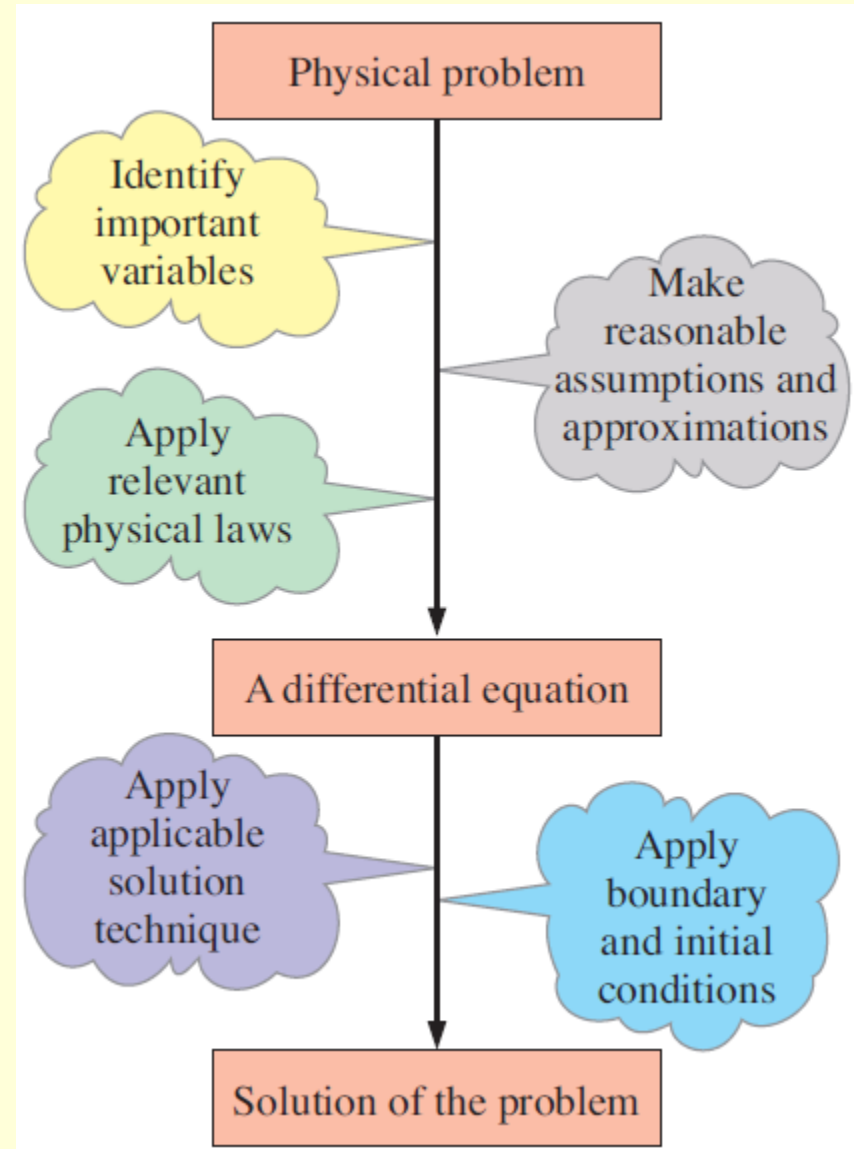 Physical problem
Identify
important
variables
Make
reasonable
assumptions and
approximations
Apply
relevant
physical laws
A differential equation
Apply
applicable
solution
technique
Apply
boundary
and initial
conditions
Solution of the problem